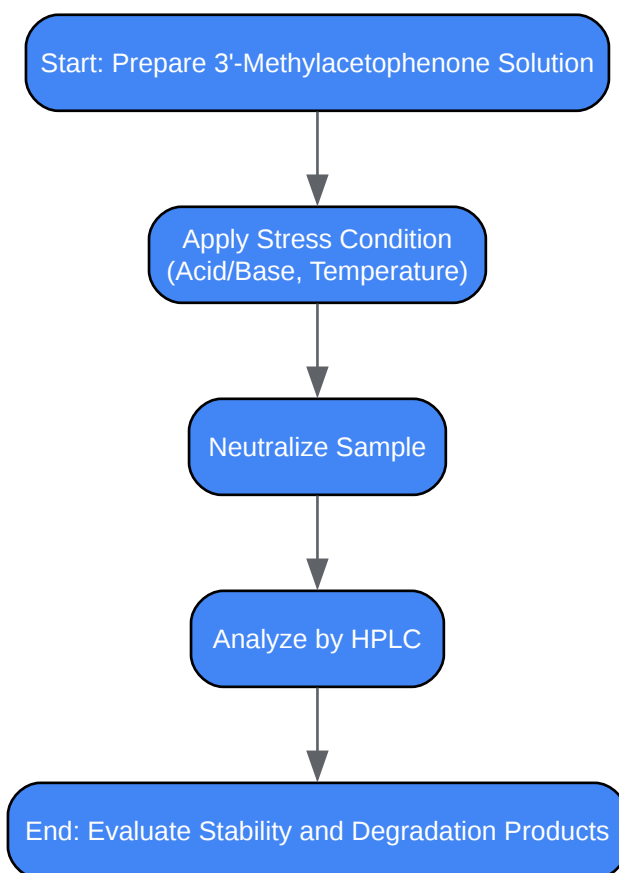 Start: Prepare 3'-Methylacetophenone Solution
Apply Stress Condition
(Acid/Base, Temperature)
Neutralize Sample
Analyze by HPLC
End: Evaluate Stability and Degradation Products